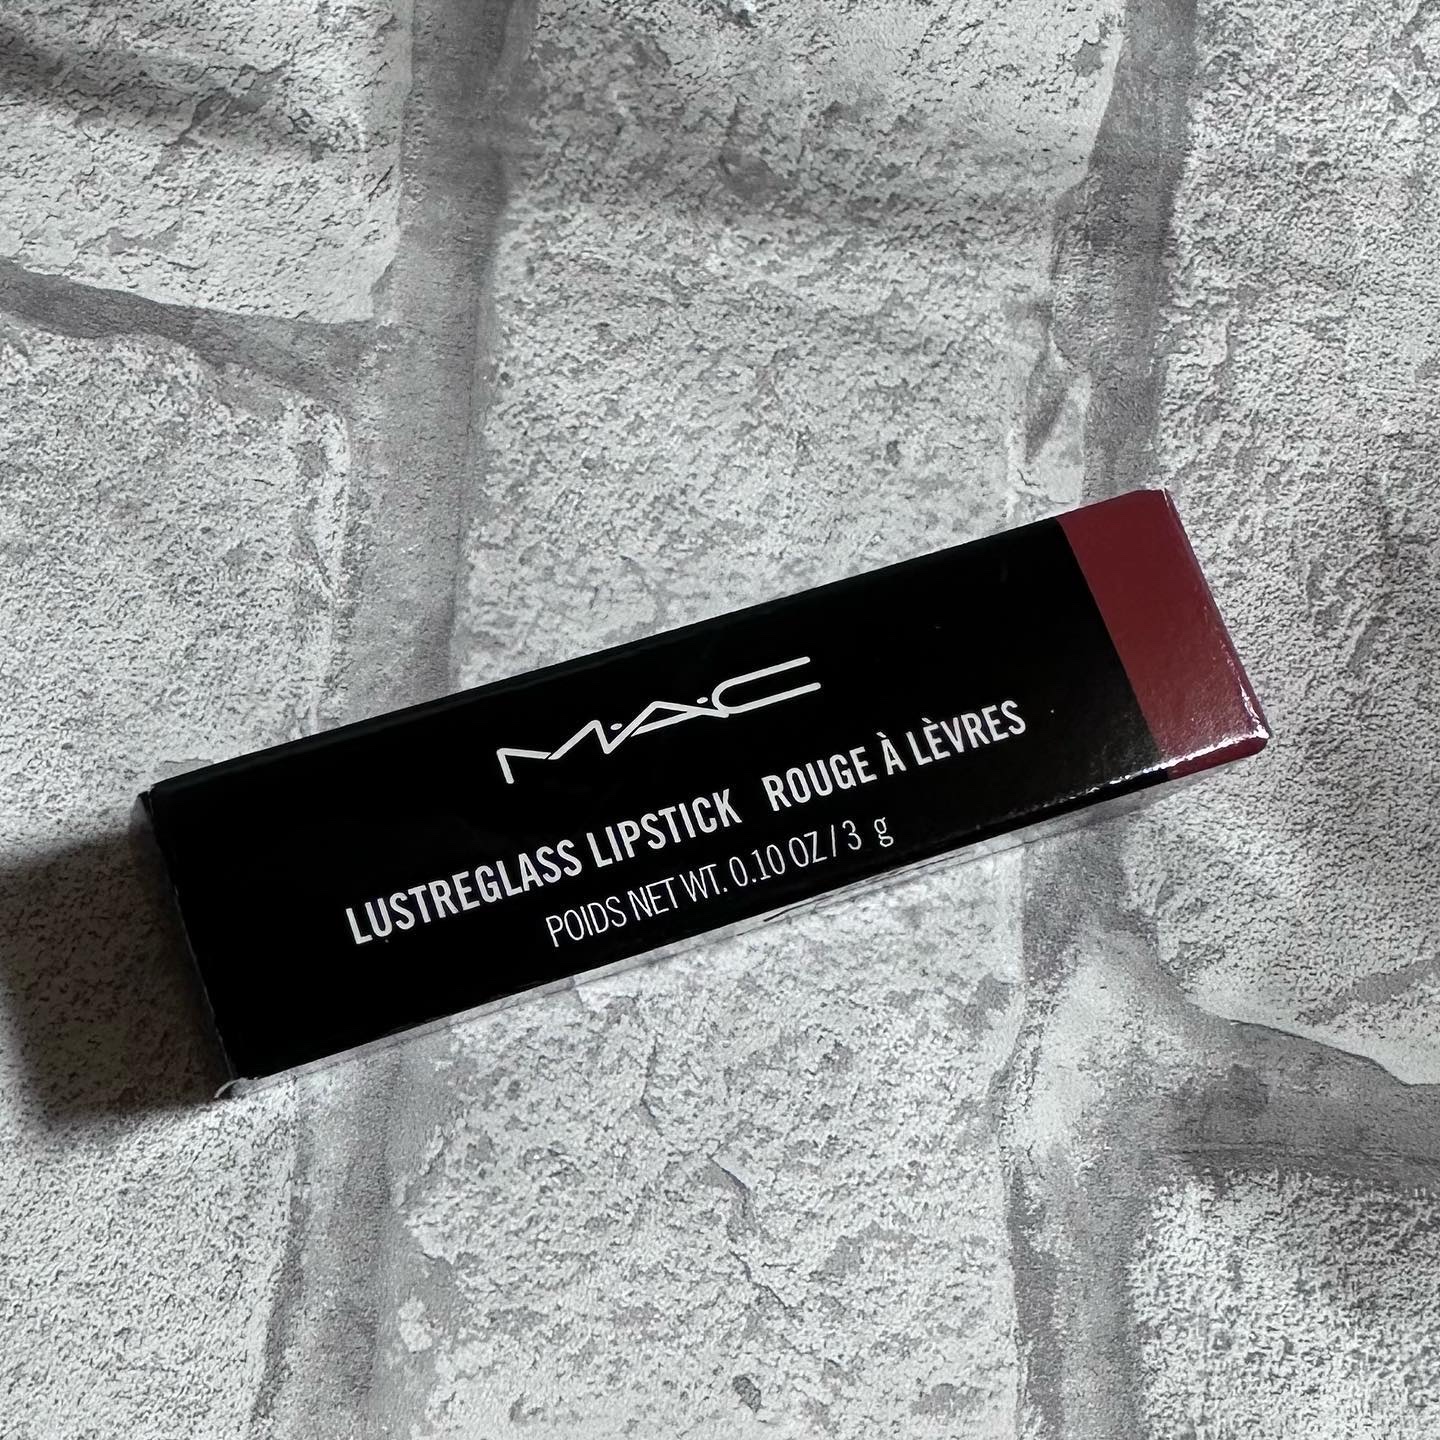 M·A·C
LUSTREGLASS LIPSTICK ROUGE À LÈVRES
POIDS NET WT. 0.10 OZ / 3 g